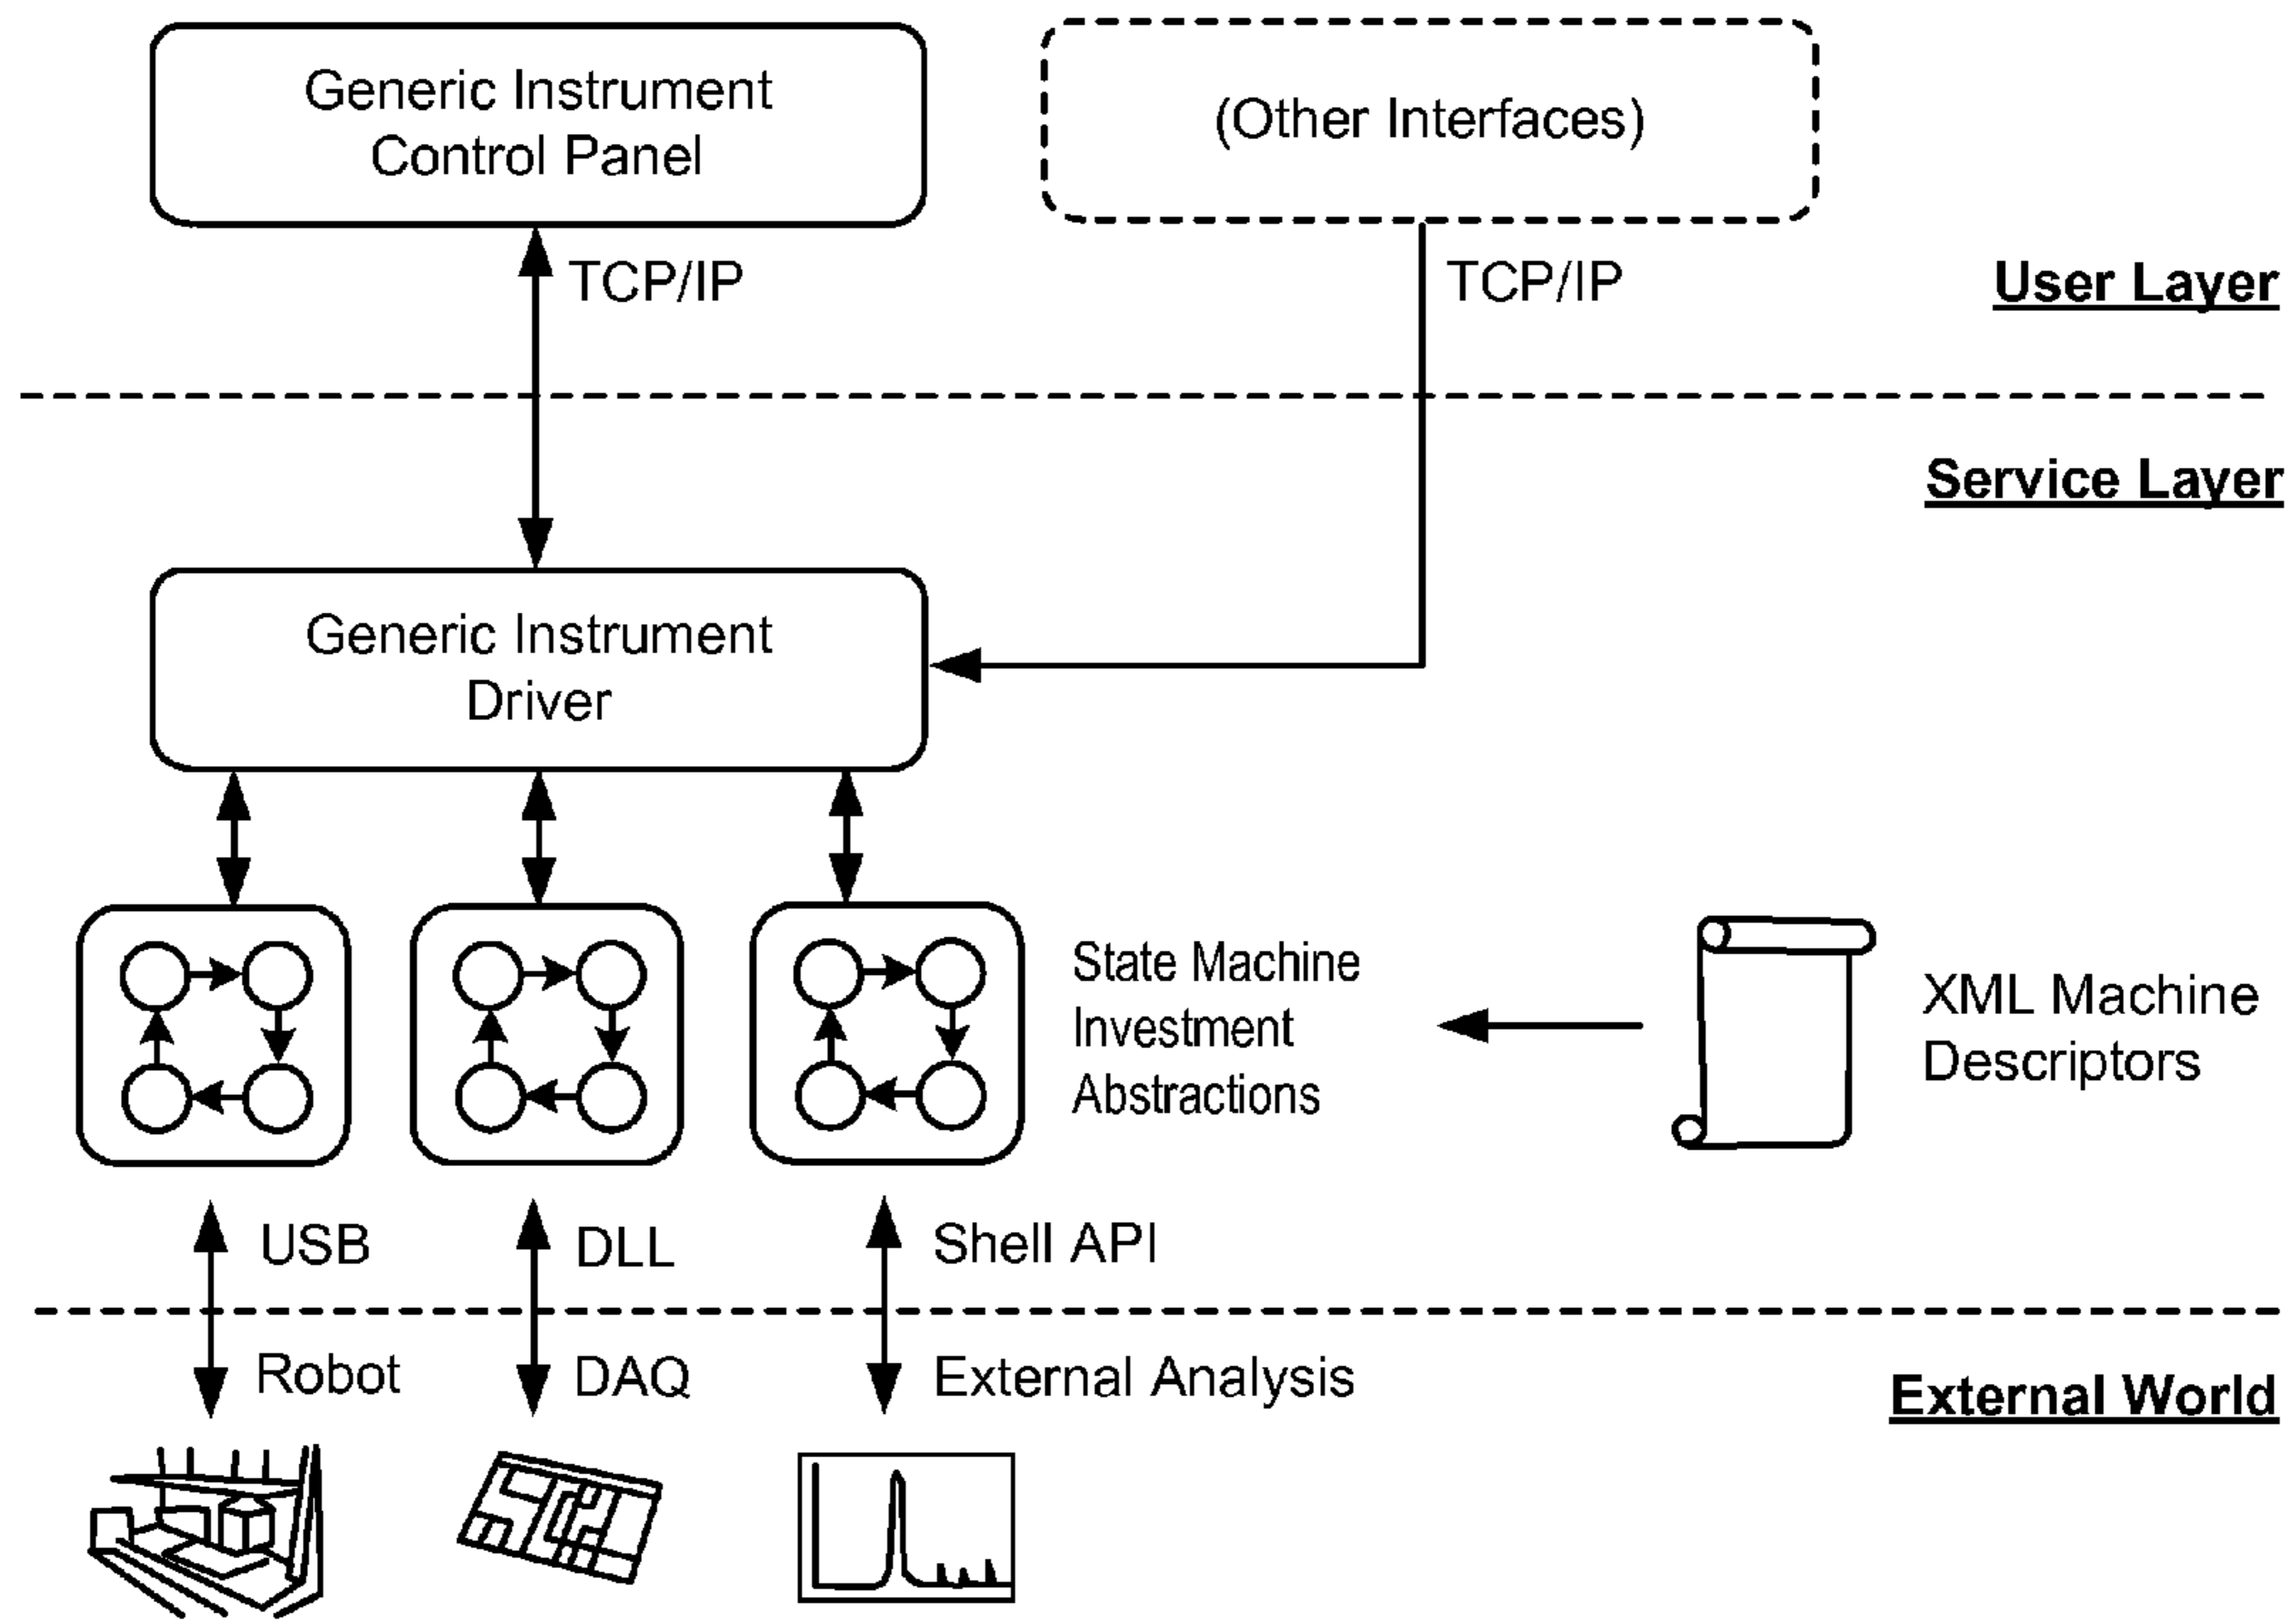 Generic Instrument
Control Panel
(Other Interfaces)
TCP/IP
TCP/IP
User Layer
Service Layer
Generic Instrument
Driver
State Machine
Investment
Abstractions
XML Machine
Descriptors
USB
DLL
Shell API
Robot
DAQ
External Analysis
External World